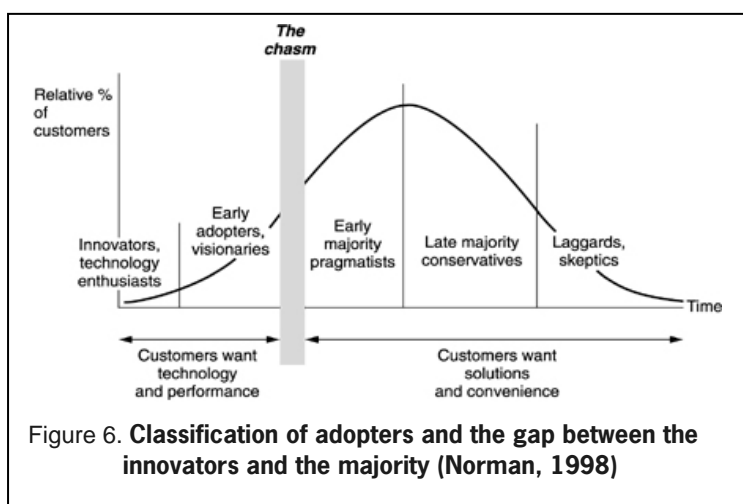 The
chasm
Relative %
of
customers
Innovators,
technology
enthusiasts
Early
adopters,
visionaries
Early
majority
pragmatists
Late majority
conservatives
Laggards,
skeptics
Time
Customers want
technology
and performance
Customers want
solutions
and convenience
Figure 6. Classification of adopters and the gap between the
innovators and the majority (Norman, 1998)